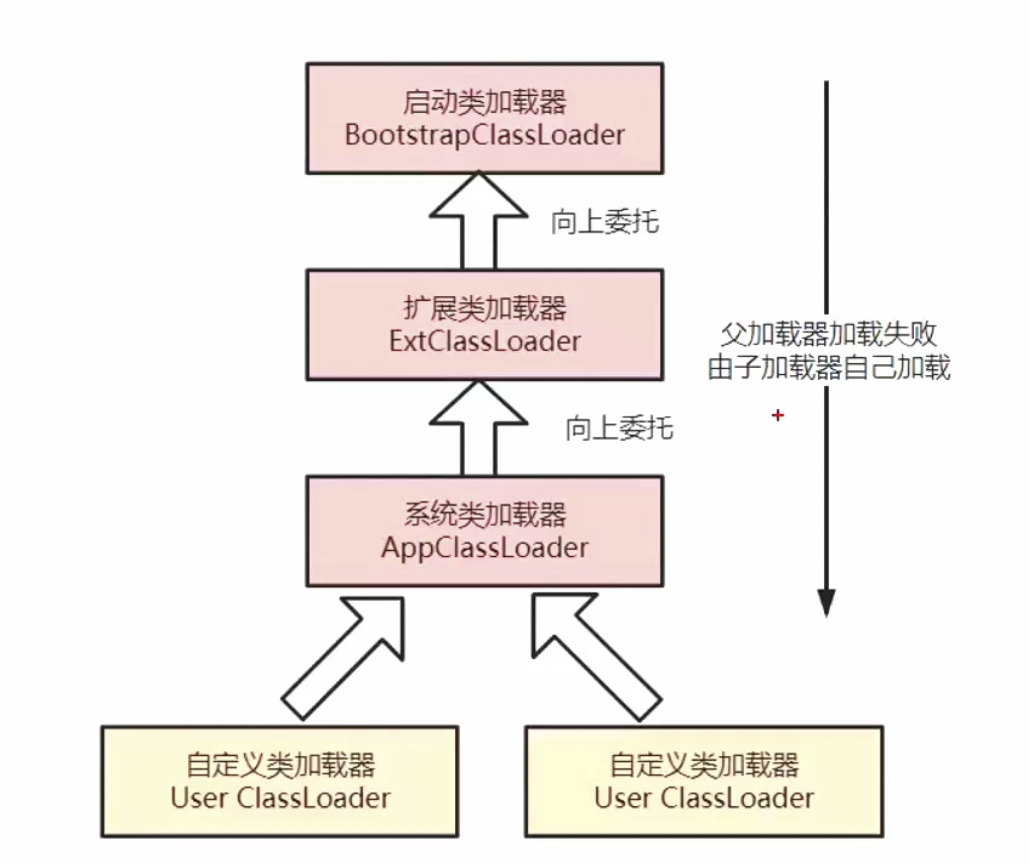 启动类加载器
BootstrapClassLoader
向上委托
扩展类加载器
ExtClassLoader
父加载器加载失败
由子加载器自己加载
向上委托
系统类加载器
AppClassLoader
自定义类加载器
User ClassLoader
自定义类加载器
User ClassLoader